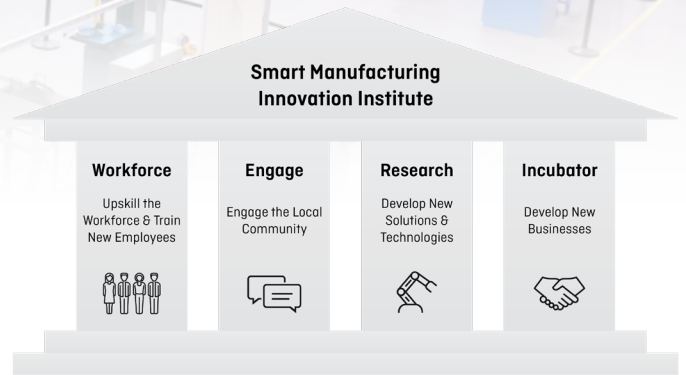 Smart Manufacturing
Innovation Institute
Workforce
Upskill the
Workforce & Train
New Employees
Engage
Engage the Local
Community
Research
Develop New
Solutions &
Technologies
Incubator
Develop New
Businesses